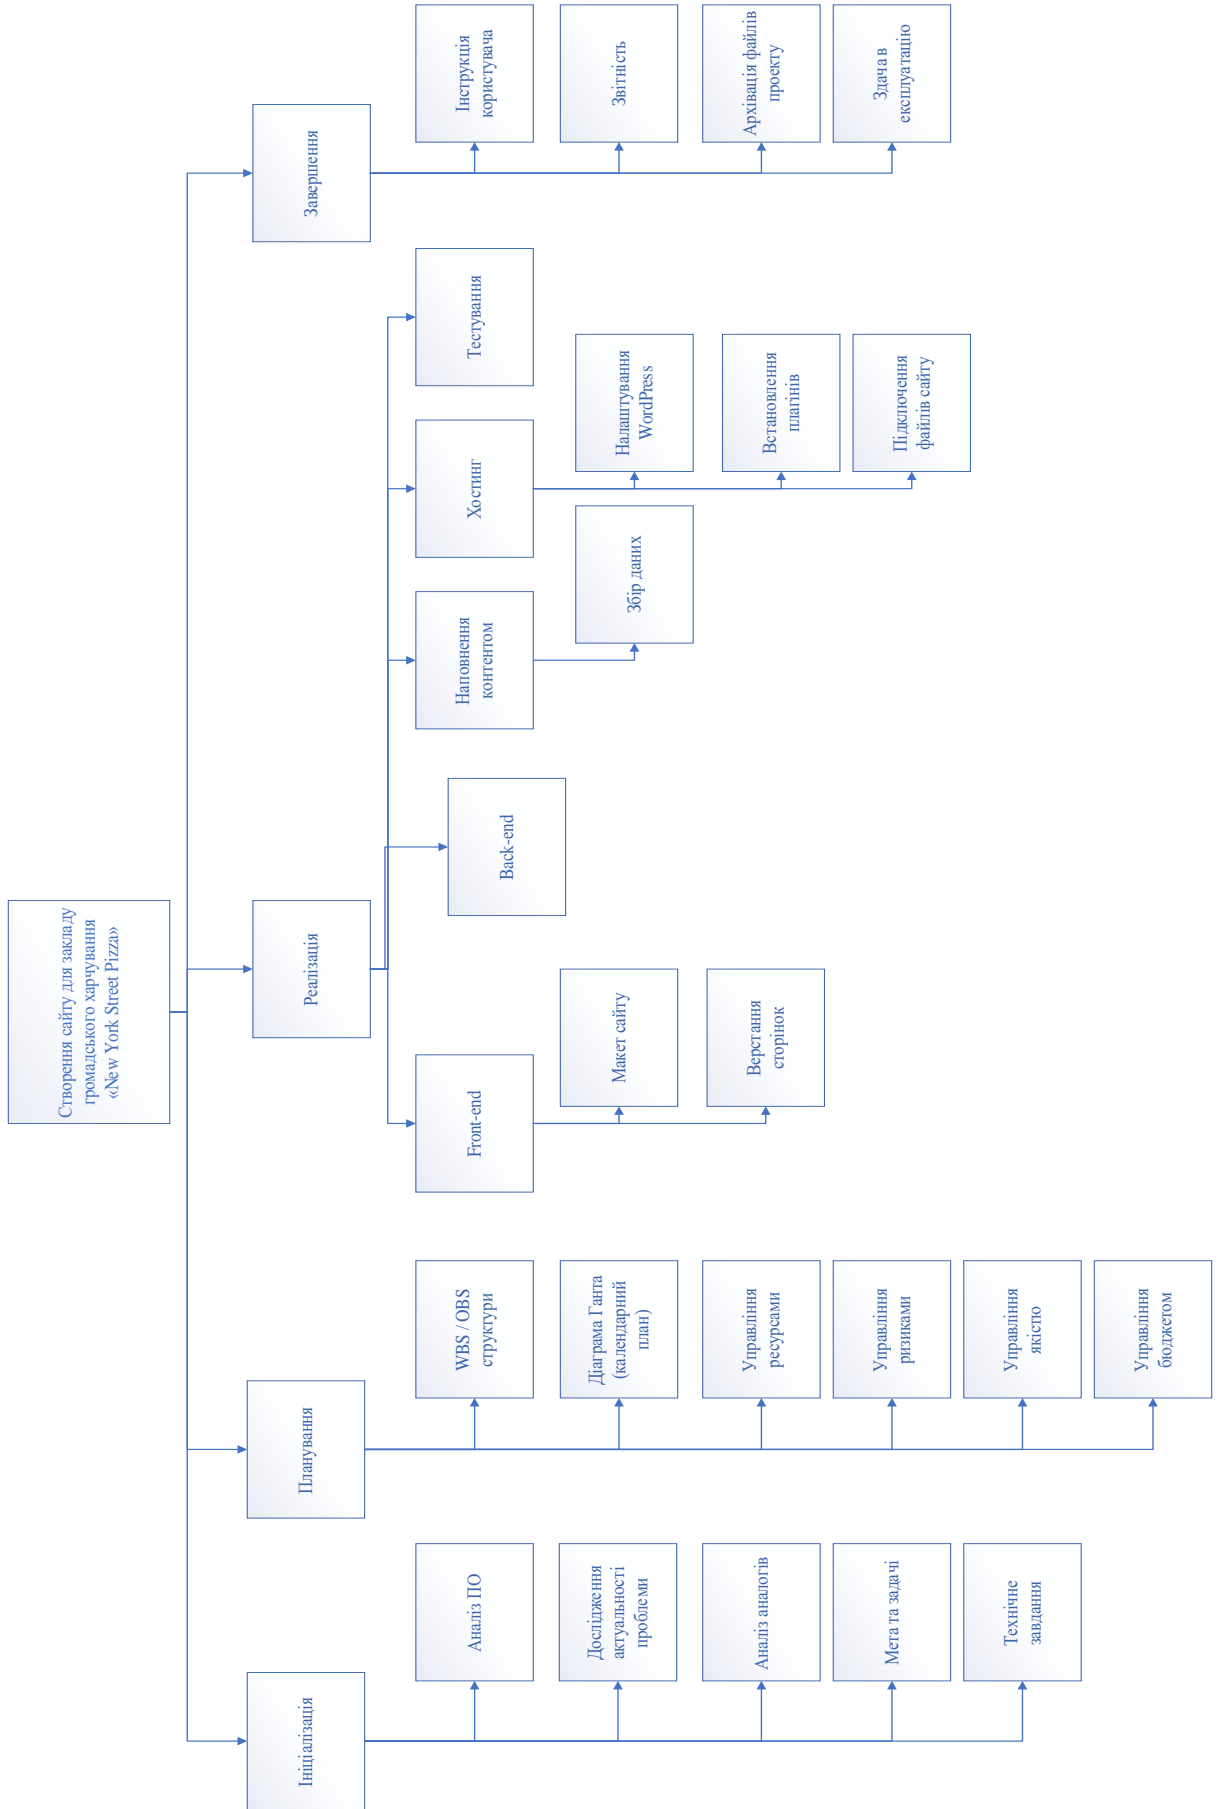 Створення сайту для закладу
громадського харчування
«New York Street Pizza»
Ініціалізація
Аналіз ПО
Дослідження
актуальності
проблеми
Аналіз аналогів
Мета та задачі
Технічне
завдання
Планування
WBS / OBS
структури
Діаграма Ганта
(календарний
план)
Управління
ресурсами
Управління
ризиками
Управління
якістю
Управління
бюджетом
Реалізація
Front-end
Макет сайту
Верстання
сторінок
Back-end
Наповнення
контентом
Збір даних
Хостинг
Налаштування
WordPress
Встановлення
плагінів
Підключення
файлів сайту
Тестування
Завершення
Інструкція
користувача
Звітність
Архівація файлів
проекту
Здача в
експлуатацію